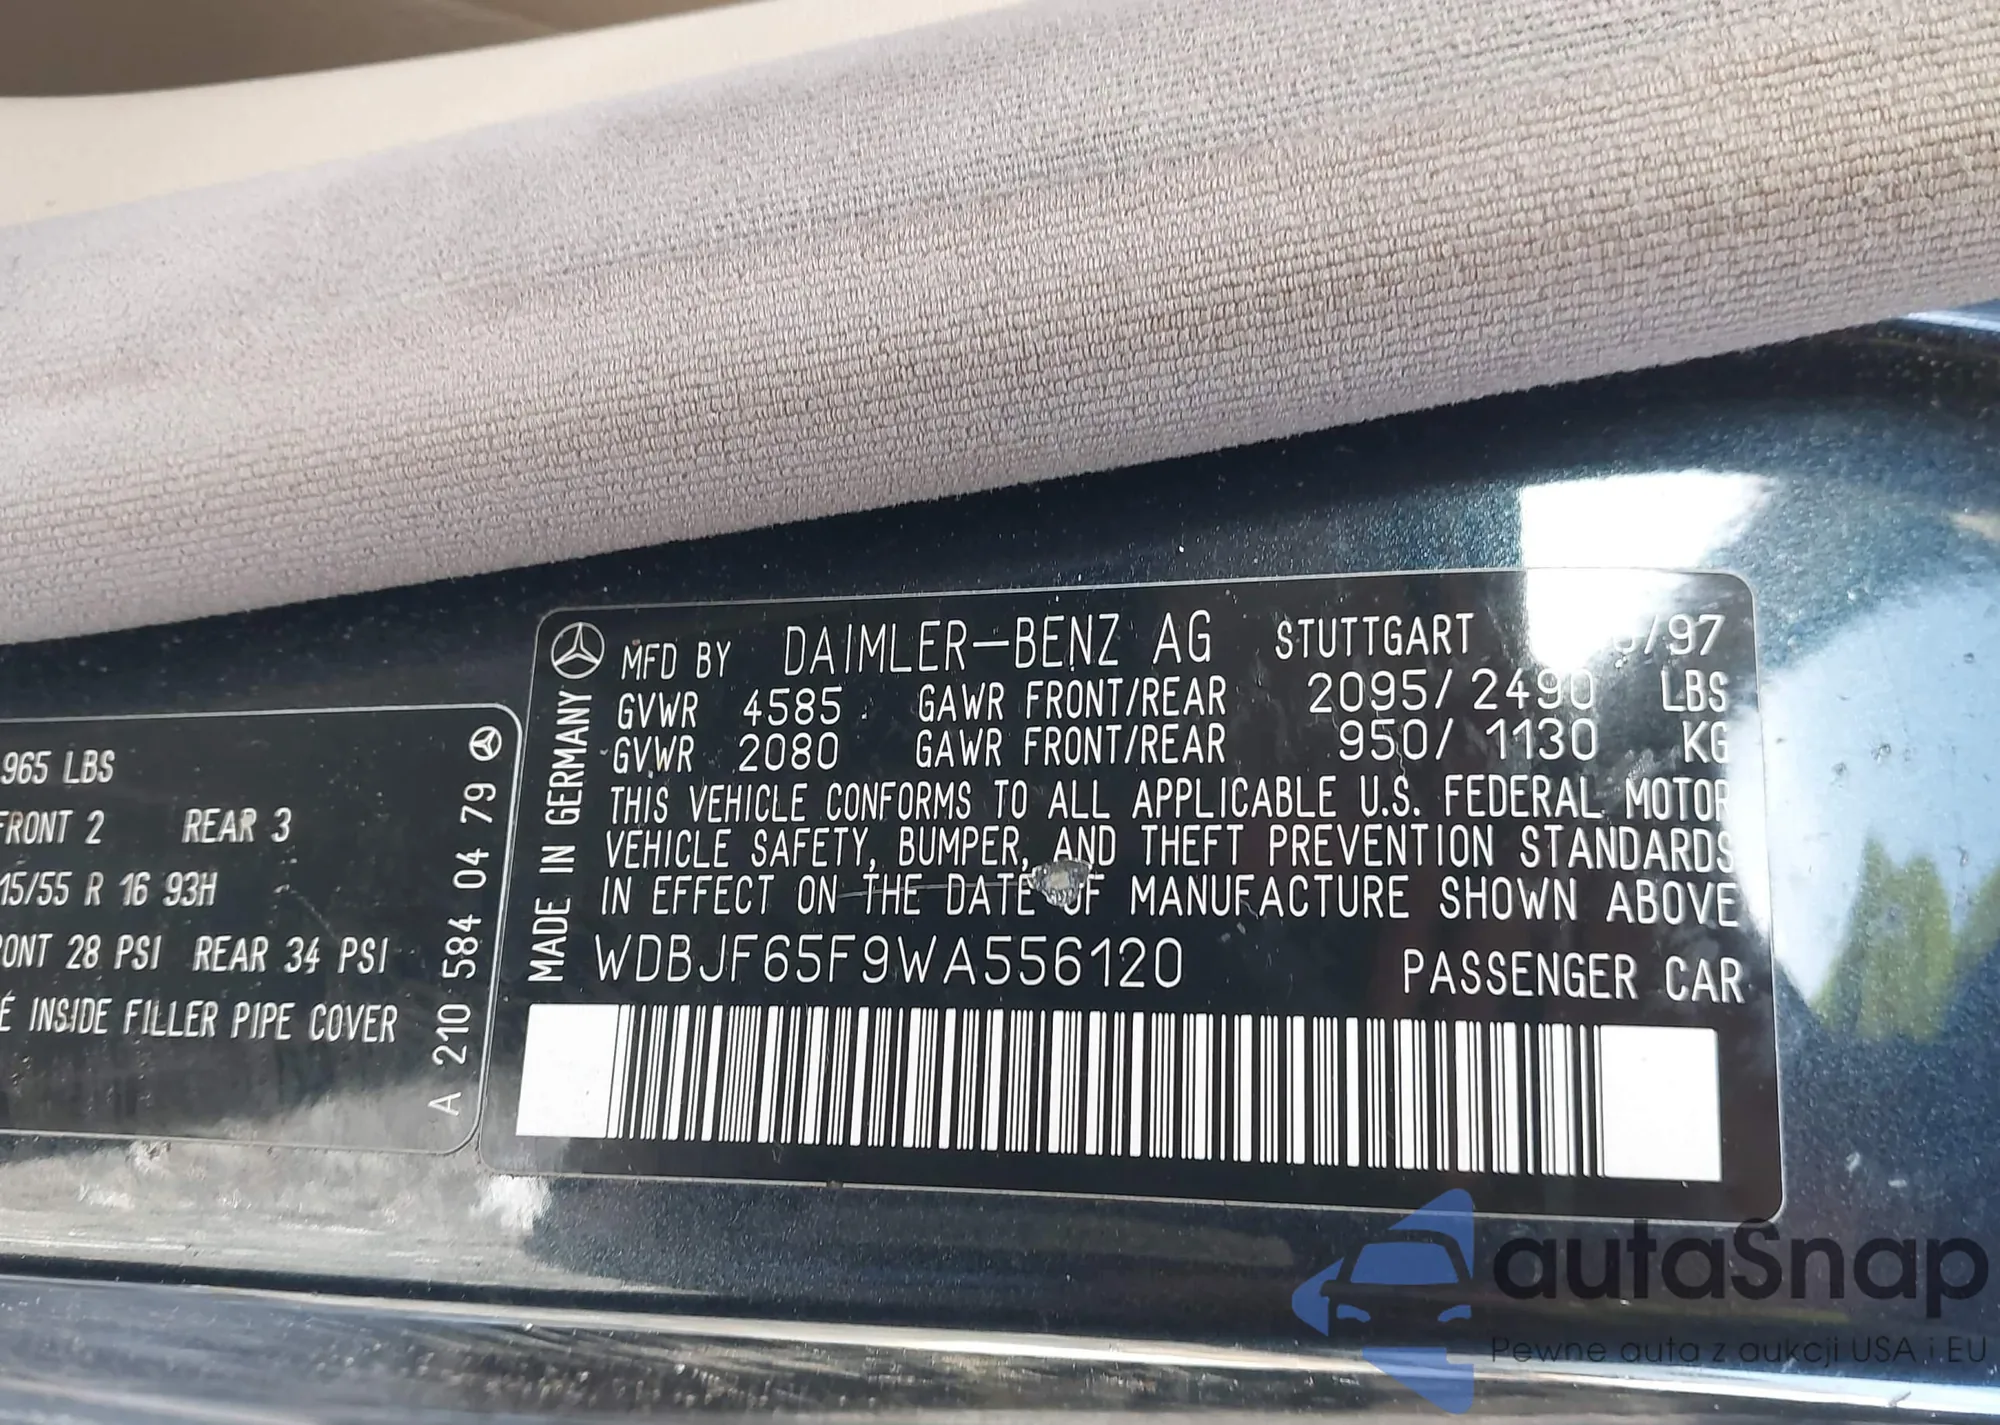 965 LBS
FRONT 2 REAR 3
15/55 R 16 93H
ONT 28 PSI REAR 34 PSI
E INSIDE FILLER PIPE COVER
A 210 584 04 79
MADE IN GERMANY
MFD BY DAIMLER-BENZ AG STUTTGART /97
GVWR 4585 GAWR FRONT/REAR 2095/2490 LBS
GVWR 2080 GAWR FRONT/REAR 950/ 1130 KG
THIS VEHICLE CONFORMS TO ALL APPLICABLE U.S. FEDERAL MOTOR
VEHICLE SAFETY, BUMPER, AND THEFT PREVENTION STANDARDS
IN EFFECT ON THE DATE OF MANUFACTURE SHOWN ABOVE
WDBJF65F9WA556120 PASSENGER CAR
autaSnap
Pewne auta z aukcji USA i EU